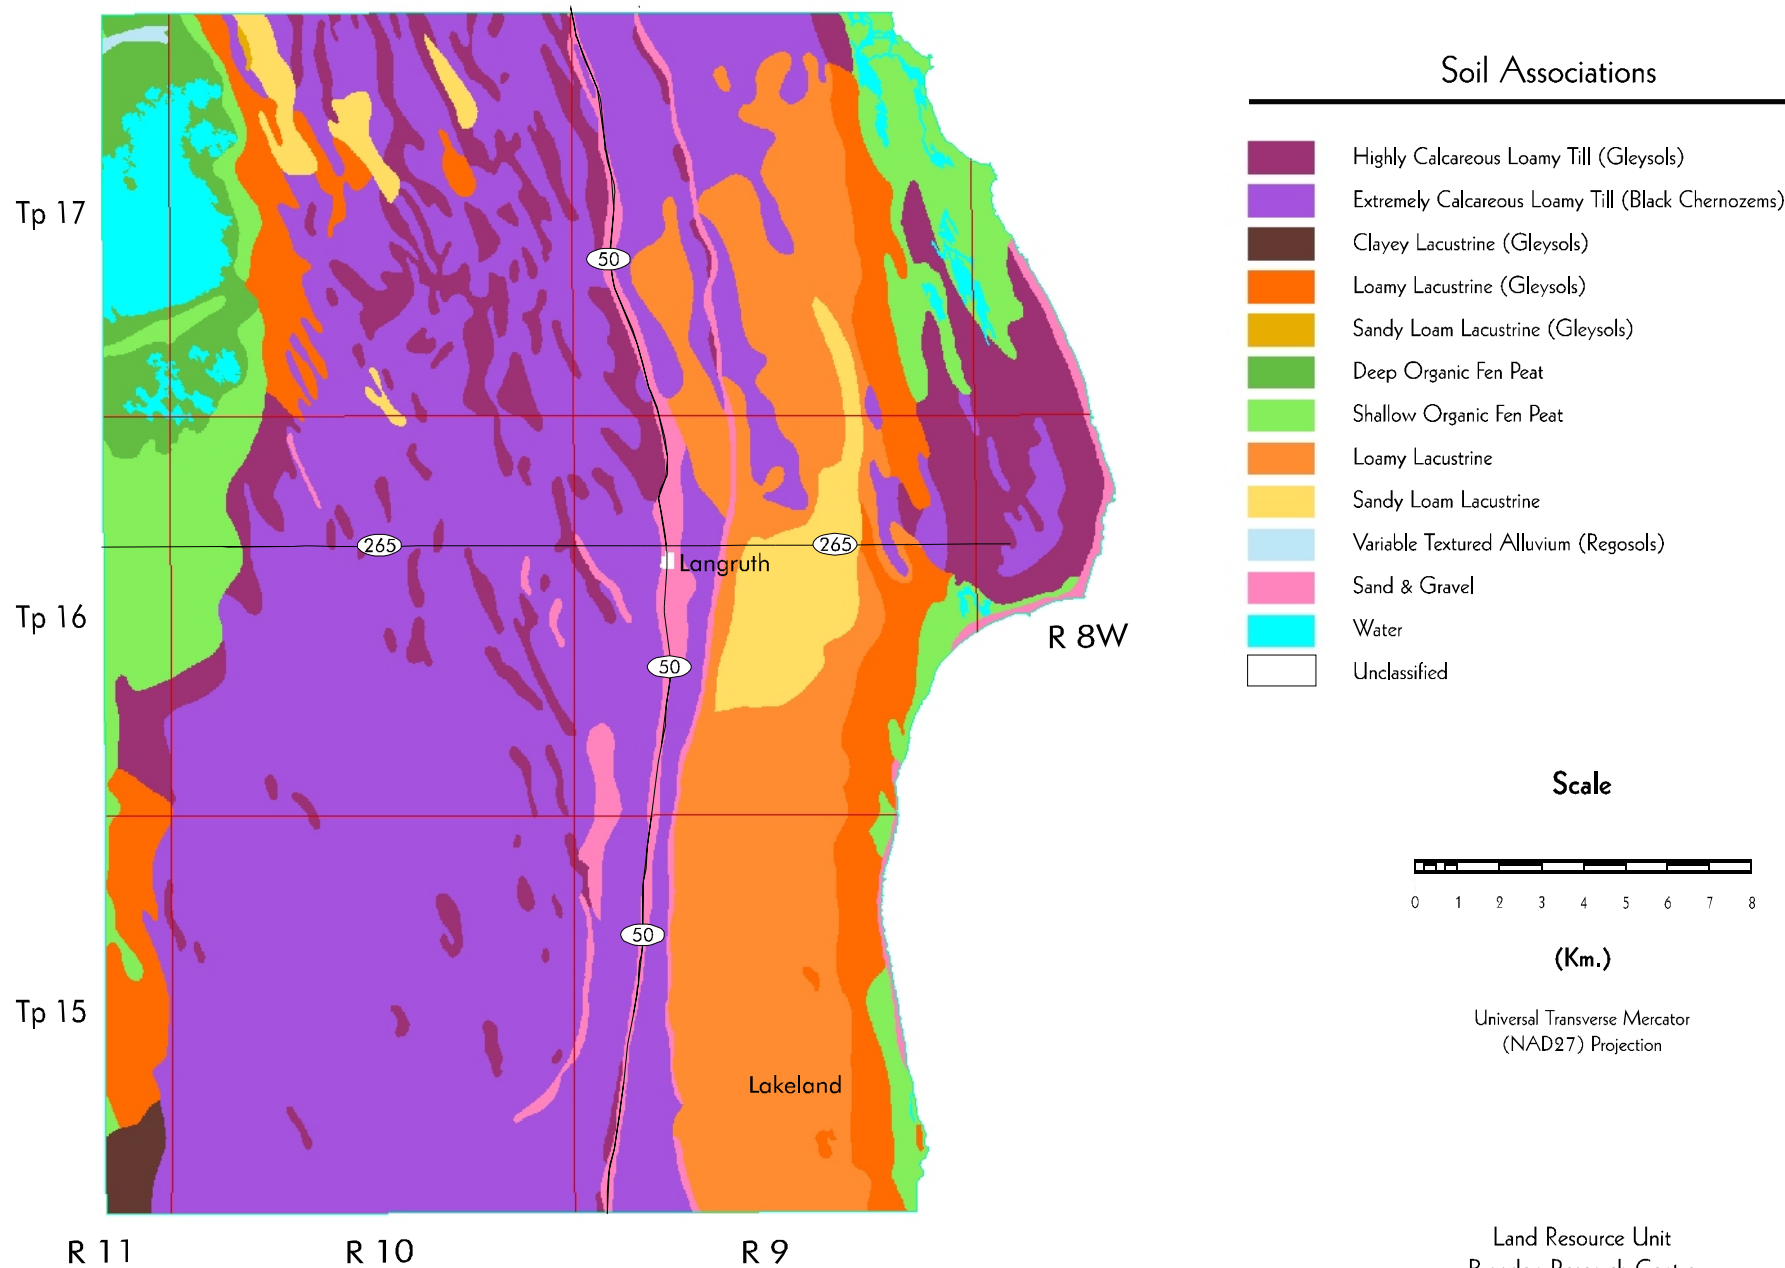 Soil Associations
Highly Calcareous Loamy Till (Gleysols)
Extremely Calcareous Loamy Till (Black Chernozems)
Clayey Lacustrine (Gleysols)
Loamy Lacustrine (Gleysols)
Sandy Loam Lacustrine (Gleysols)
Deep Organic Fen Peat
Shallow Organic Fen Peat
Loamy Lacustrine
Sandy Loam Lacustrine
Variable Textured Alluvium (Regosols)
Sand & Gravel
Water
Unclassified
Tp 17
50
265
265
Langruth
Tp 16
R 8W
50
Scale
0 1 2 3 4 5 6 7 8
50
(Km.)
Tp 15
Universal Transverse Mercator
(NAD27) Projection
Lakeland
R 11
R 10
R 9
Land Resource Unit